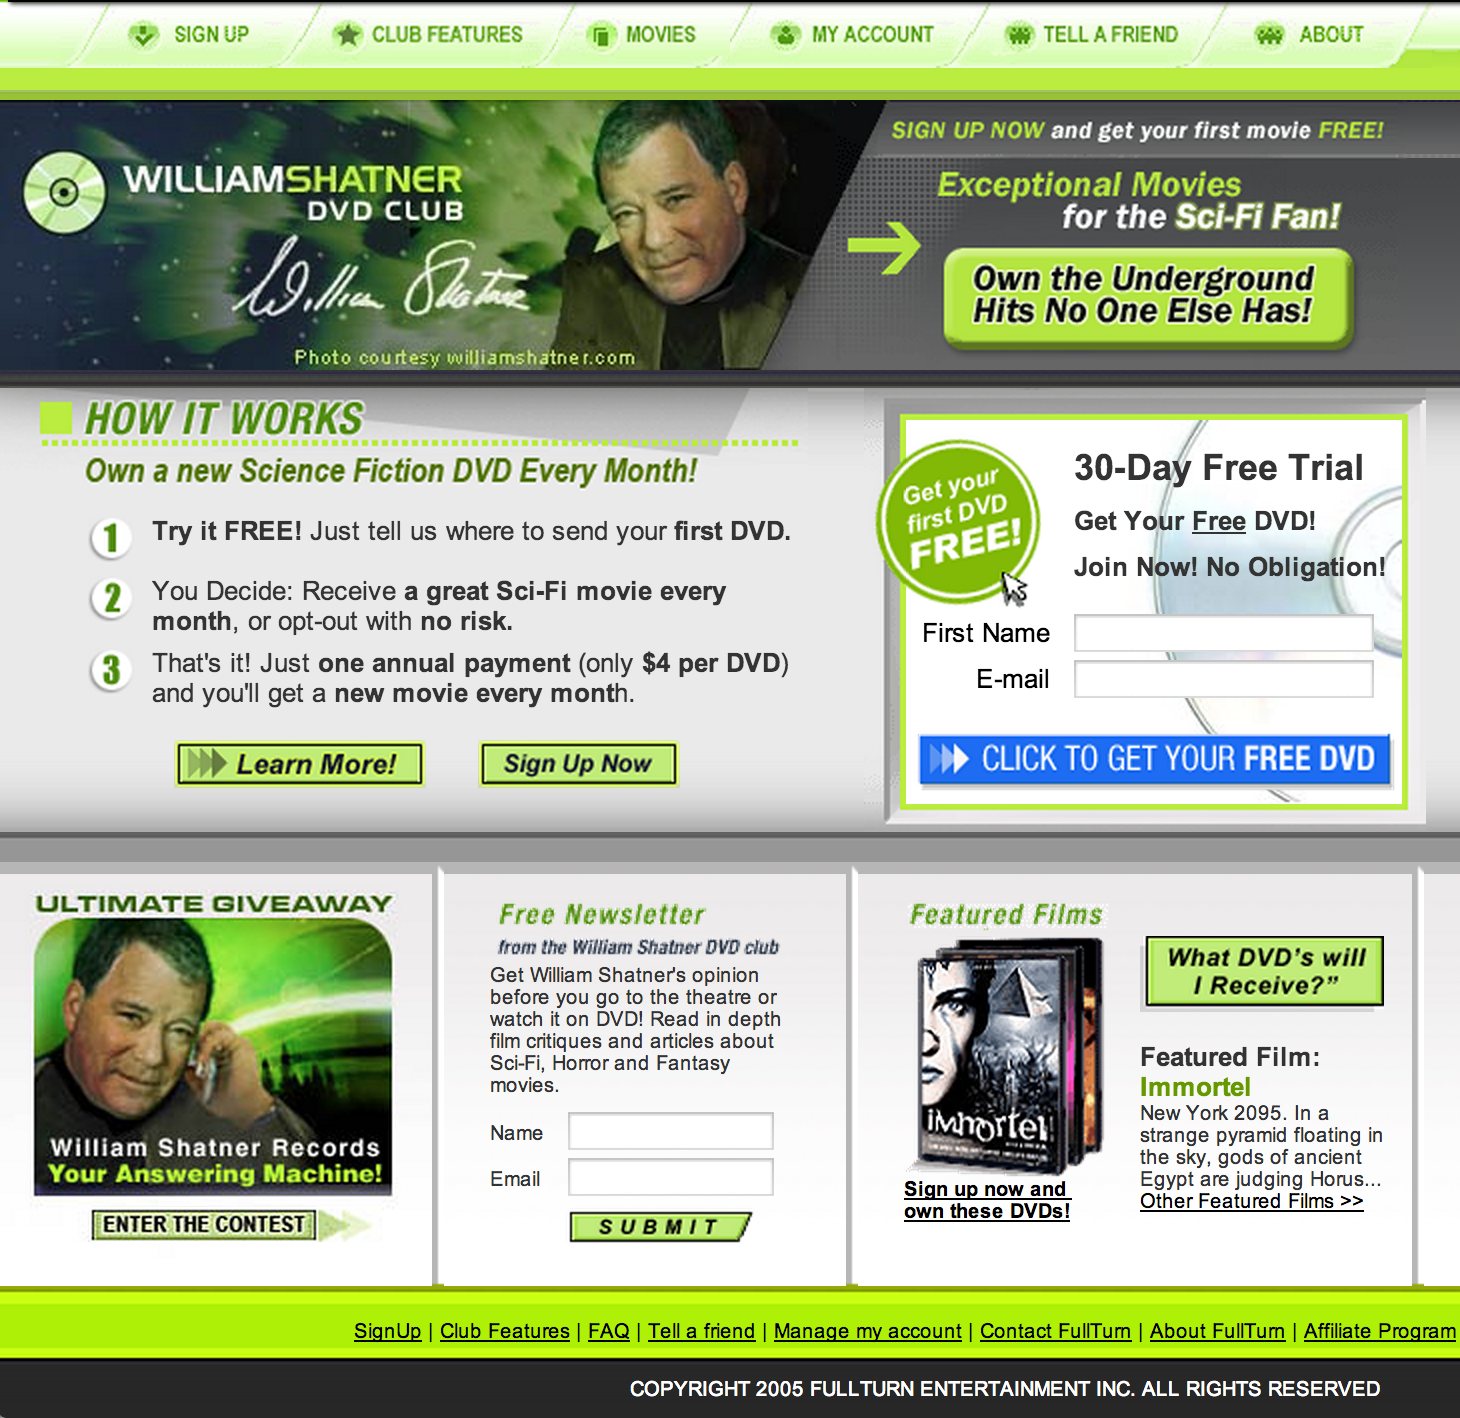 SIGN UP
CLUB FEATURES
MOVIES
MY ACCOUNT
TELL A FRIEND
ABOUT
WILLIAMSHATNER
DVD CLUB
William Shatner
Photo courtesy williamshatner.com
SIGN UP NOW and get your first movie FREE!
Exceptional Movies
for the Sci-Fi Fan!
Own the Underground
Hits No One Else Has!
HOW IT WORKS
Own a new Science Fiction DVD Every Month!
1 Try it FREE! Just tell us where to send your first DVD.
2 You Decide: Receive a great Sci-Fi movie every
month, or opt-out with no risk.
3 That's it! Just one annual payment (only $4 per DVD)
and you'll get a new movie every month.
Learn More!
Sign Up Now
Get your
first DVD
FREE!
30-Day Free Trial
Get Your Free DVD!
Join Now! No Obligation!
First Name
E-mail
CLICK TO GET YOUR FREE DVD
ULTIMATE GIVEAWAY
William Shatner Records
Your Answering Machine!
ENTER THE CONTEST
Free Newsletter
from the William Shatner DVD club
Get William Shatner's opinion
before you go to the theatre or
watch it on DVD! Read in depth
film critiques and articles about
Sci-Fi, Horror and Fantasy
movies.
Name
Email
SUBMIT
Featured Films
immortel
Sign up now and
own these DVDs!
What DVD's will
I Receive?"
Featured Film:
Immortel
New York 2095. In a
strange pyramid floating in
the sky, gods of ancient
Egypt are judging Horus...
Other Featured Films >>
SignUp | Club Features | FAQ | Tell a friend | Manage my account | Contact FullTurn | About FullTurn | Affiliate Program
COPYRIGHT 2005 FULLTURN ENTERTAINMENT INC. ALL RIGHTS RESERVED